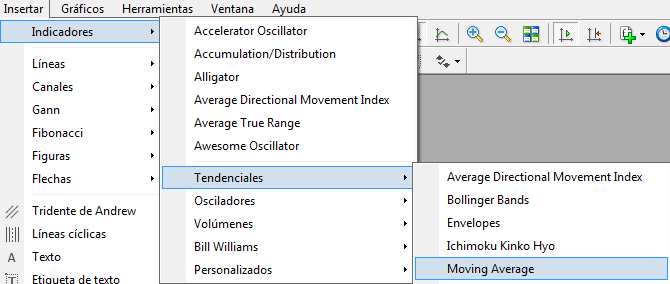 Insertar Gráficos Herramientas Ventana Ayuda
Indicadores
Líneas
Canales
Gann
Fibonacci
Figuras
Flechas
Tridente de Andrew
Líneas cíclicas
A Texto
T Etiqueta de texto
Accelerator Oscillator
Accumulation/Distribution
Alligator
Average Directional Movement Index
Average True Range
Awesome Oscillator
Tendenciales
Osciladores
Volúmenes
Bill Williams
Personalizados
Average Directional Movement Index
Bollinger Bands
Envelopes
Ichimoku Kinko Hyo
Moving Average